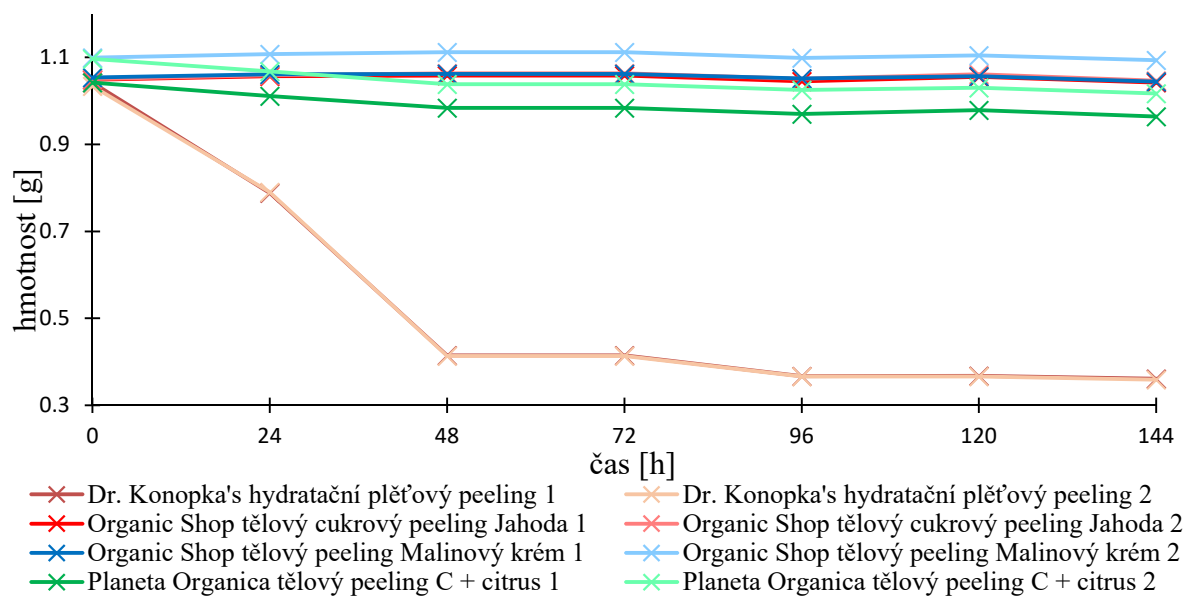 1.1
0.9
0.7
0.5
0.3
hmotnost [g]
0 24 48 72 96 120 144
čas [h]
Dr. Konopka's hydratační plěťový peeling 1 Dr. Konopka's hydratační plěťový peeling 2
Organic Shop tělový cukrový peeling Jahoda 1 Organic Shop tělový cukrový peeling Jahoda 2
Organic Shop tělový peeling Malinový krém 1 Organic Shop tělový peeling Malinový krém 2
Planeta Organica tělový peeling C + citrus 1 Planeta Organica tělový peeling C + citrus 2